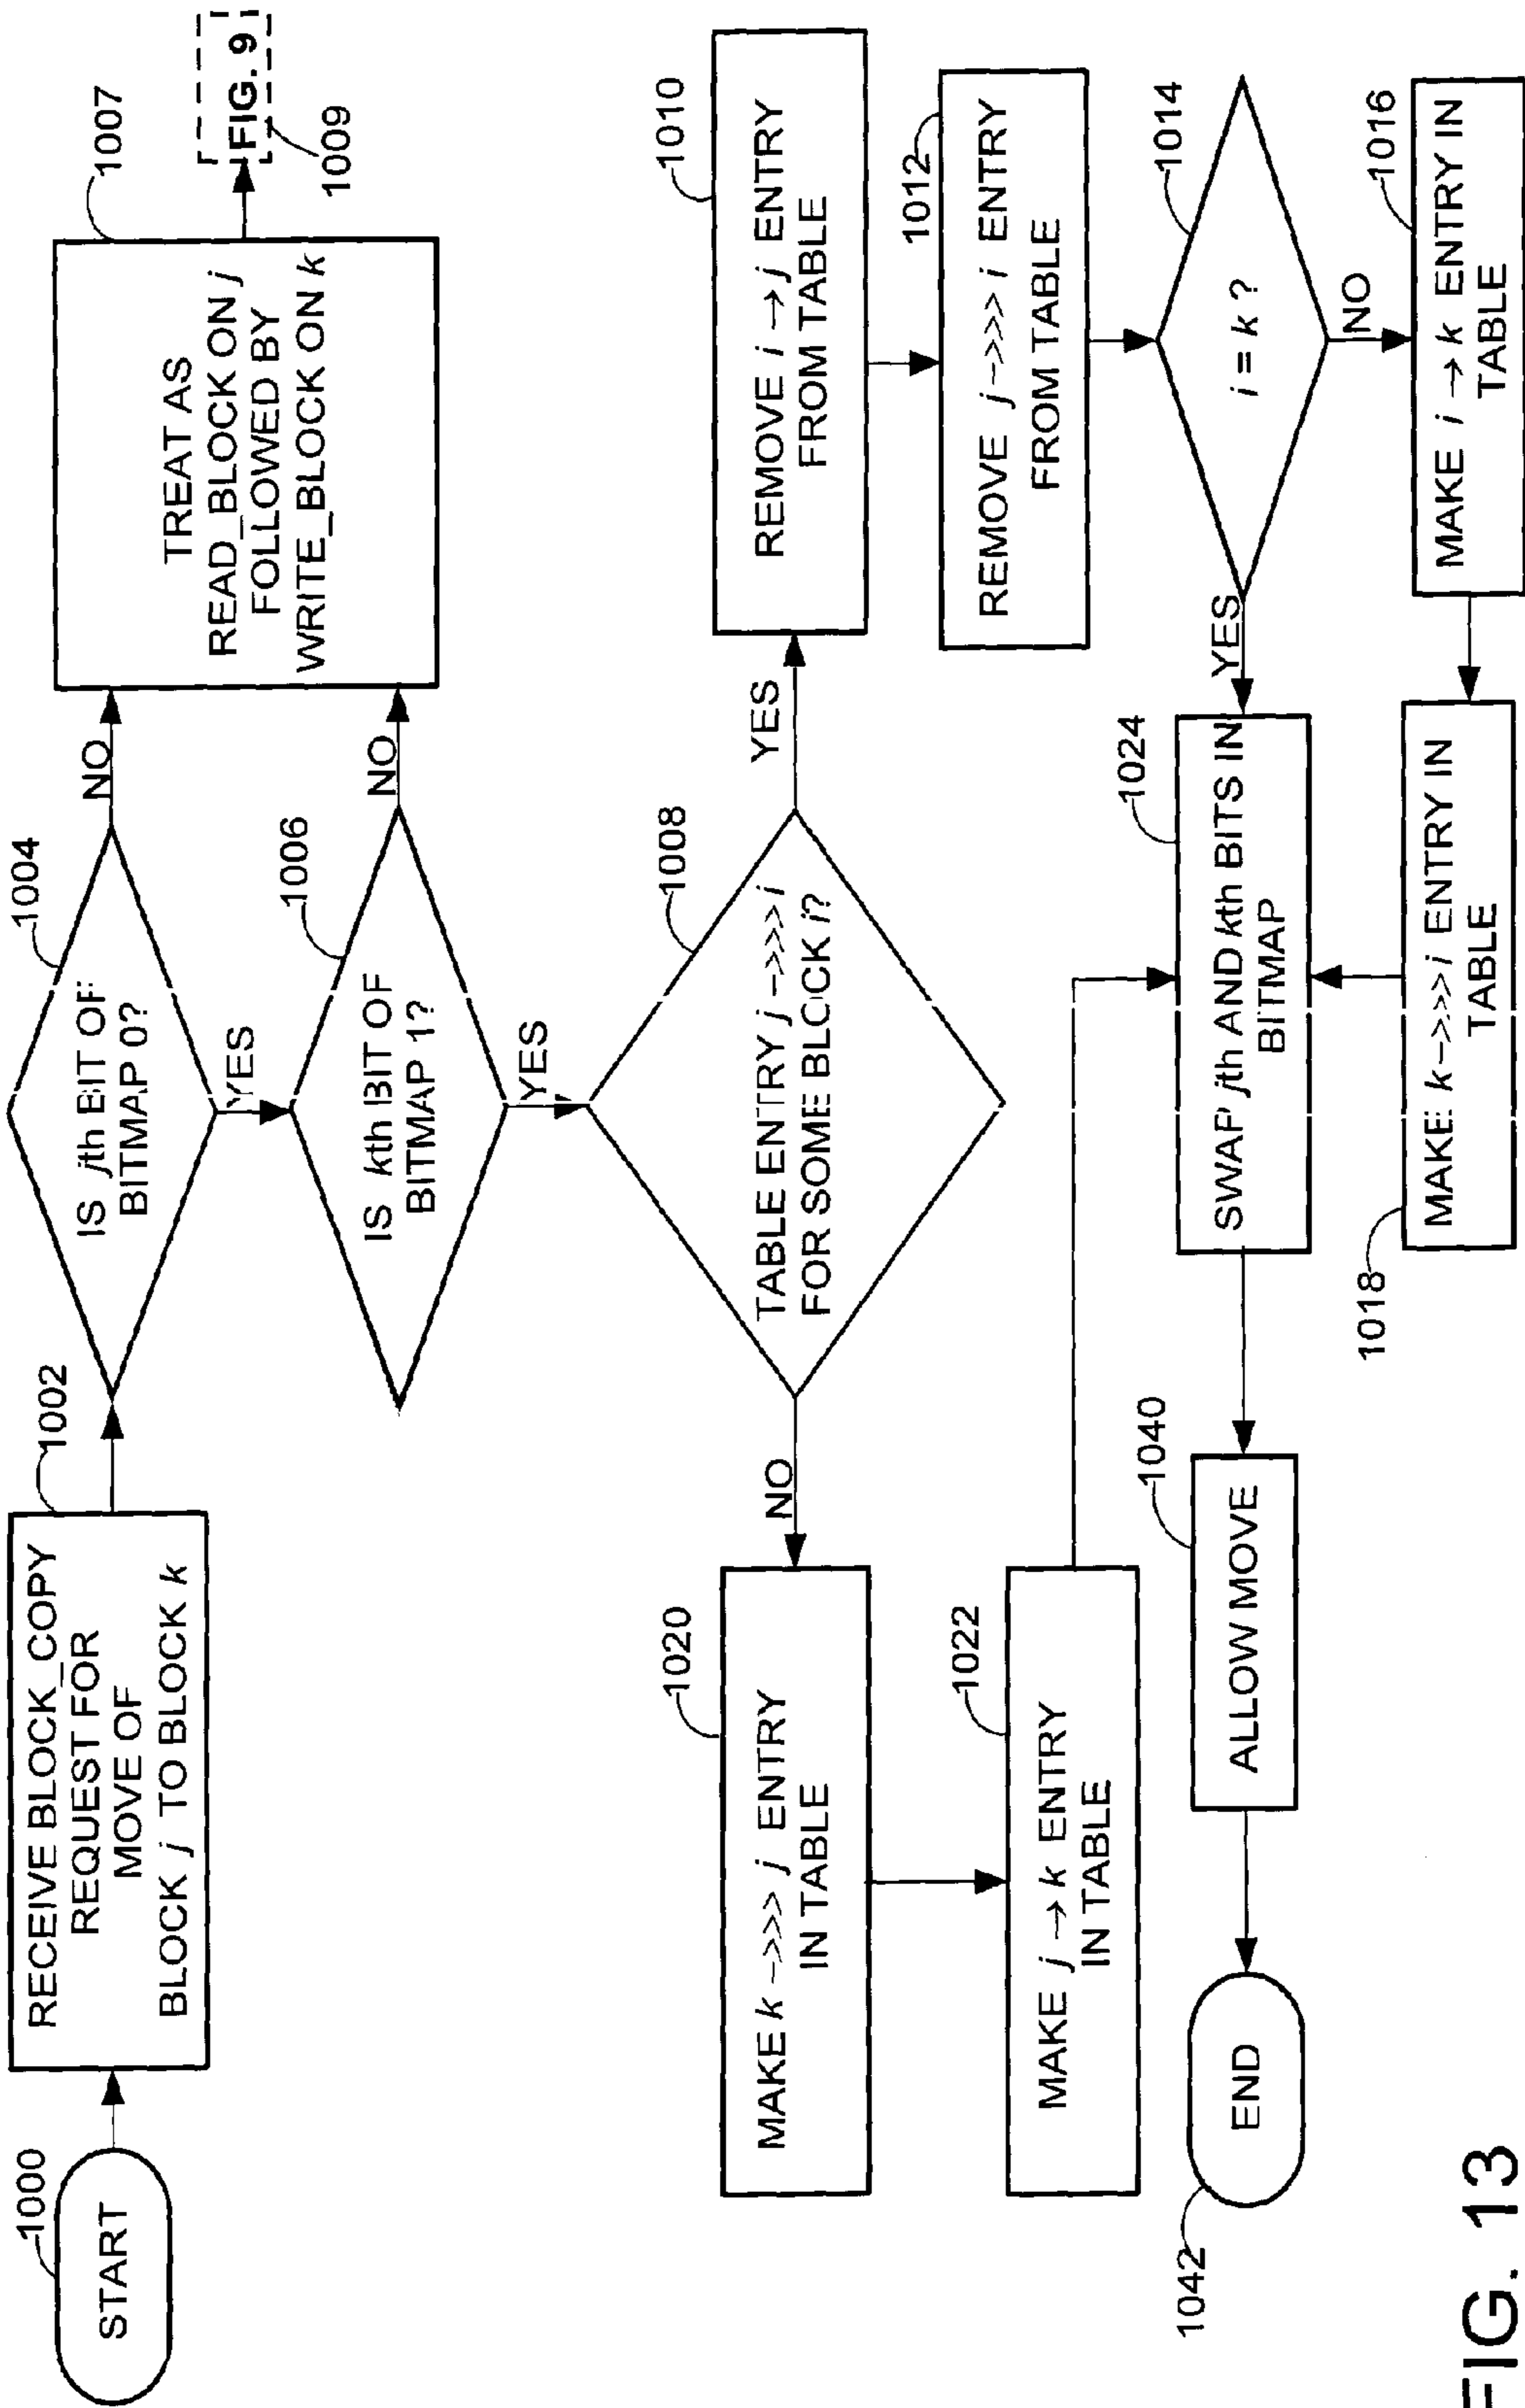 1000
START
1002
RECEIVE BLOCK_COPY
REQUEST FOR
MOVE OF
BLOCK j TO BLOCK k
1004
IS jth BIT OF
BITMAP 0?
NO
YES
1006
IS kth BIT OF
BITMAP 1?
NO
YES
1007
TREAT AS
READ_BLOCK ON j
FOLLOWED BY
WRITE_BLOCK ON k
FIG. 9
1009
1008
TABLE ENTRY j ->>>> i
FOR SOME BLOCK i?
NO
YES
1010
REMOVE i → j ENTRY
FROM TABLE
1012
REMOVE j ->>>> i ENTRY
FROM TABLE
1014
i = k ?
YES
NO
1016
MAKE i → k ENTRY IN
TABLE
1018
MAKE k ->>>> i ENTRY IN
TABLE
1020
MAKE k ->>>> j ENTRY
IN TABLE
1022
MAKE j → k ENTRY
IN TABLE
1024
SWAP jth AND kth BITS IN
BITMAP
1040
ALLOW MOVE
1042
END
FIG. 13